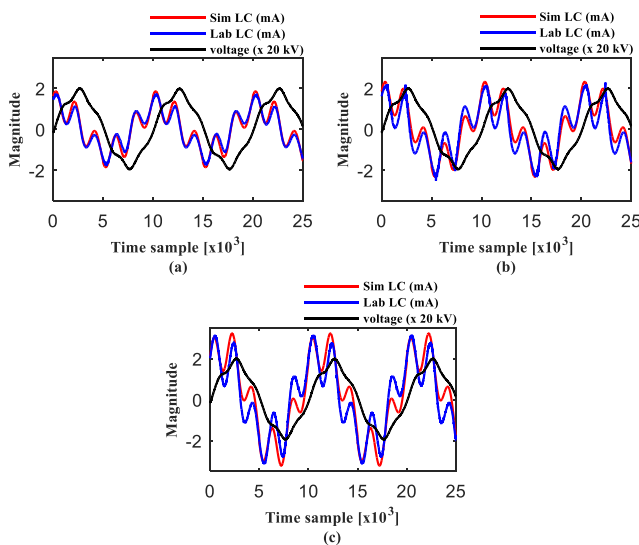 Sim LC (mA)
Lab LC (mA)
voltage (x 20 kV)
Magnitude
2
0
-2
0 5 10 15 20 25
Time sample [x10³]
(a)
Sim LC (mA)
Lab LC (mA)
voltage (x 20 kV)
Magnitude
2
0
-2
0 5 10 15 20 25
Time sample [x10³]
(b)
Sim LC (mA)
Lab LC (mA)
voltage (x 20 kV)
Magnitude
2
0
-2
0 5 10 15 20 25
Time sample [x10³]
(c)